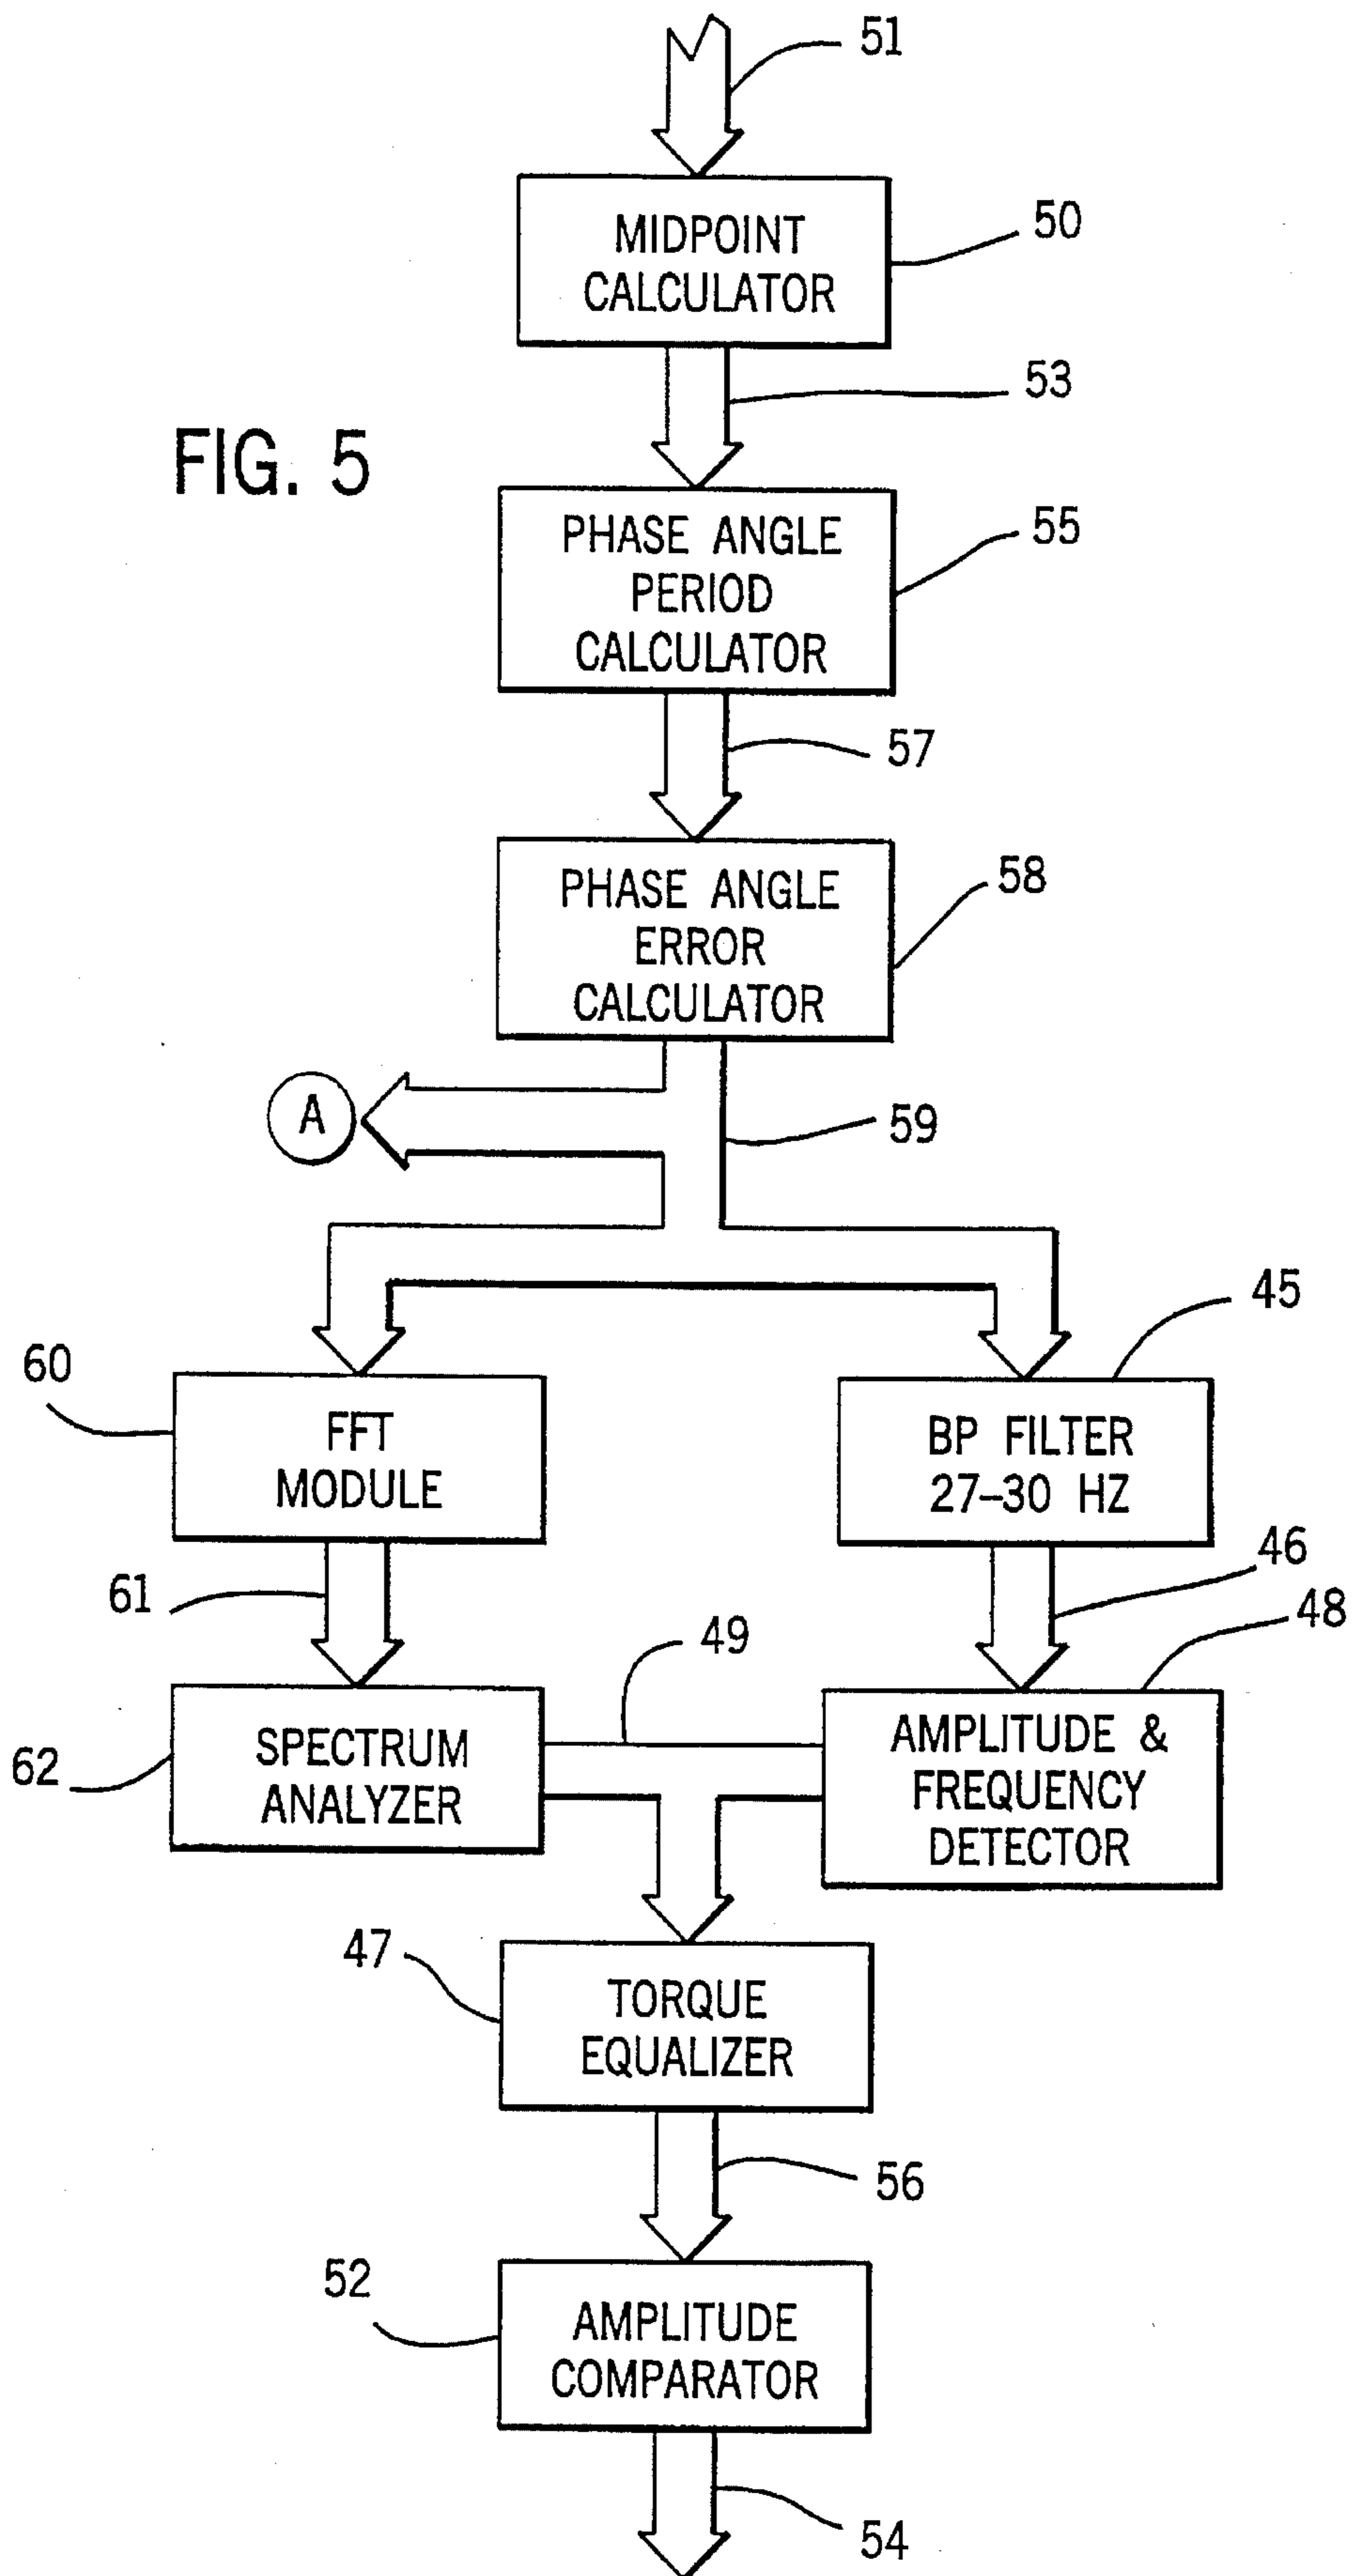 51
MIDPOINT
CALCULATOR
50
53
FIG. 5
PHASE ANGLE
PERIOD
CALCULATOR
55
57
PHASE ANGLE
ERROR
CALCULATOR
58
A
59
45
60
FFT
MODULE
BP FILTER
27–30 HZ
61
46
48
49
62
SPECTRUM
ANALYZER
AMPLITUDE &
FREQUENCY
DETECTOR
47
TORQUE
EQUALIZER
56
52
AMPLITUDE
COMPARATOR
54